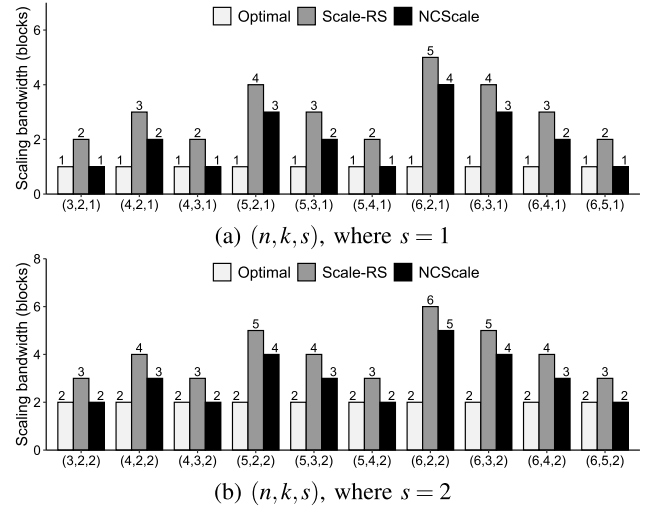 Optimal Scale-RS NCScale
Scaling bandwidth (blocks)
6
4
2
0
1 2 1 1 3 2 1 2 1 1 4 3 1 3 2 1 2 1 1 5 4 1 4 3 1 3 2 1 2 1
(3,2,1) (4,2,1) (4,3,1) (5,2,1) (5,3,1) (5,4,1) (6,2,1) (6,3,1) (6,4,1) (6,5,1)
(a) (n,k,s), where s = 1
Optimal Scale-RS NCScale
Scaling bandwidth (blocks)
8
6
4
2
0
2 3 2 2 4 3 2 3 2 2 5 4 2 4 3 2 3 2 2 6 5 2 5 4 2 4 3 2 3 2
(3,2,2) (4,2,2) (4,3,2) (5,2,2) (5,3,2) (5,4,2) (6,2,2) (6,3,2) (6,4,2) (6,5,2)
(b) (n,k,s), where s = 2